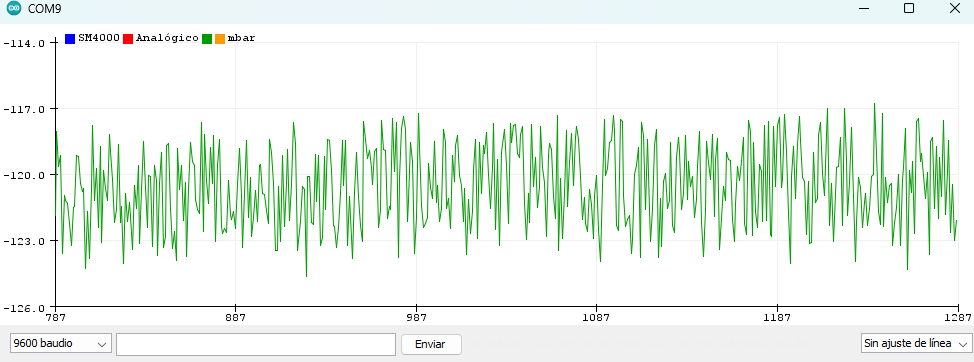 COM9
SM4000 Analógico mbar
-114.0
-117.0
-120.0
-123.0
-126.0
787 887 987 1087 1187 1287
9600 baudio Enviar Sin ajuste de línea